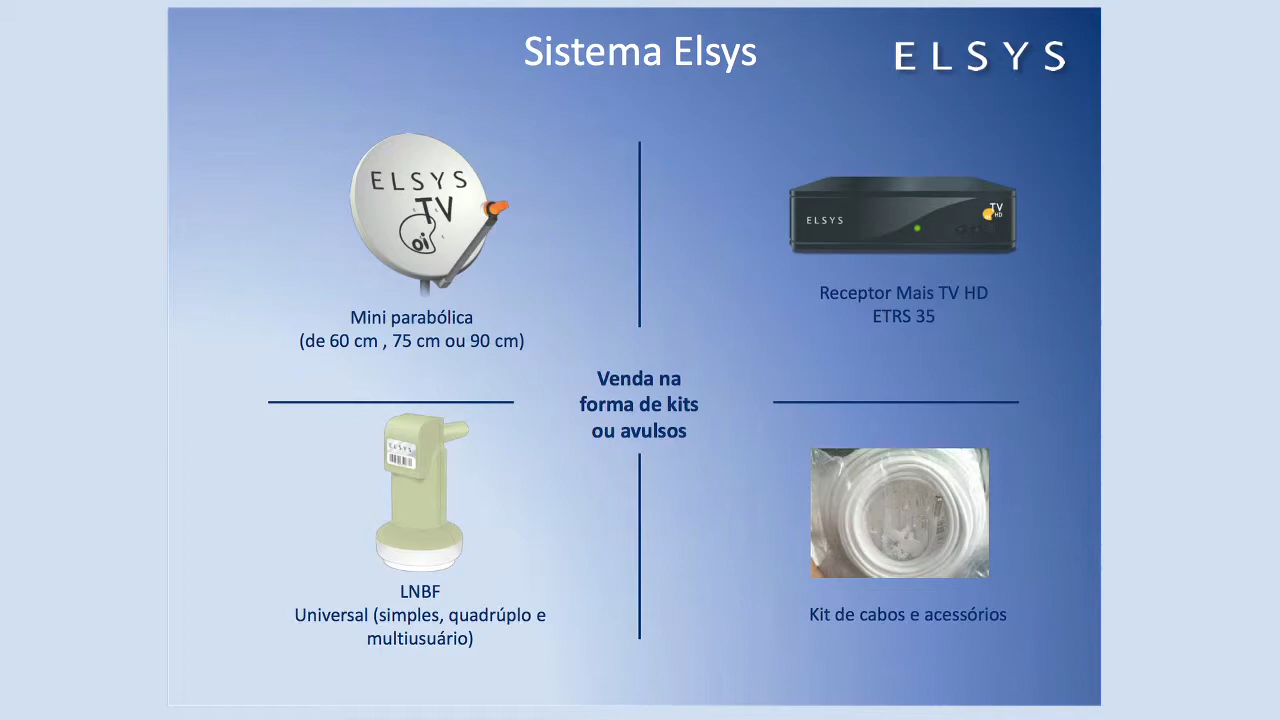 Sistema Elsys
ELSYS
ELSYS
TV
oi
Mini parabólica
(de 60 cm , 75 cm ou 90 cm)
ELSYS
TV
HD
Receptor Mais TV HD
ETRS 35
Venda na
forma de kits
ou avulsos
ELSYS
LNBF
Universal (simples, quadrúplo e
multiusuário)
Kit de cabos e acessórios